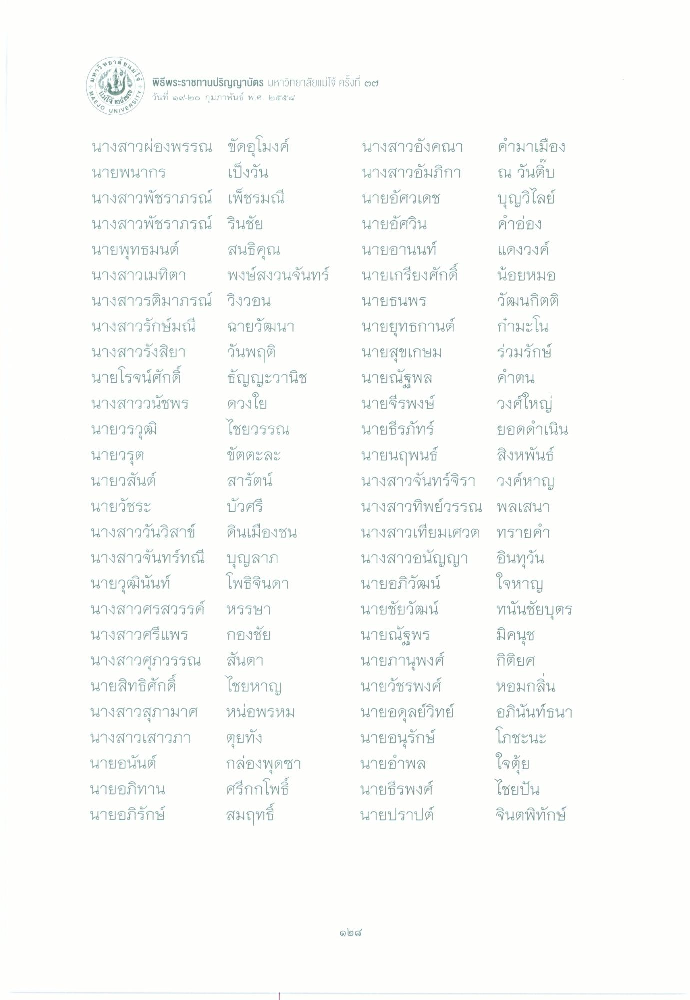 มหาวิทยาลัยแม่โจ้
แม่โจ้ ๒๔๗๗
MAEJO UNIVERSITY
พิธีพระราชทานปริญญาบัตร มหาวิทยาลัยแม่โจ้ ครั้งที่ ๓๗
วันที่ ๑๙-๒๐ กุมภาพันธ์ พ.ศ. ๒๕๕๘
นางสาวผ่องพรรณ ขัดอุโมงค์
นายพนากร เป็งวัน
นางสาวพัชราภรณ์ เพ็ชรมณี
นางสาวพัชราภรณ์ รินชัย
นายพุทธมนต์ สนธิคุณ
นางสาวเมทิตา พงษ์สงวนจันทร์
นางสาวรติมาภรณ์ วิงวอน
นางสาวรักษ์มณี ฉายวัฒนา
นางสาวรังสิยา วันพฤติ
นายโรจน์ศักดิ์ ธัญญะวานิช
นางสาววนัชพร ดวงใย
นายวรวุฒิ ไชยวรรณ
นายวรุต ขัตตะละ
นายวสันต์ สารัตน์
นายวัชระ บัวศรี
นางสาววันวิสาข์ ดินเมืองชน
นางสาวจันทร์ทณี บุญลาภ
นายวุฒินันท์ โพธิจินดา
นางสาวศรสวรรค์ หรรษา
นางสาวศรีแพร กองชัย
นางสาวศุภวรรณ สันตา
นายสิทธิศักดิ์ ไชยหาญ
นางสาวสุภามาศ หน่อพรหม
นางสาวเสาวภา ตุยทัง
นายอนันต์ กล่องพุดซา
นายอภิทาน ศรีกกโพธิ์
นายอภิรักษ์ สมฤทธิ์
นางสาวอังคณา คำมาเมือง
นางสาวอัมภิกา ณ วันติ๊บ
นายอัศวเดช บุญวิไลย์
นายอัศวิน คำอ่อง
นายอานนท์ แดงวงค์
นายเกรียงศักดิ์ น้อยหมอ
นายธนพร วัฒนกิตติ
นายยุทธกานต์ ก๋ามะโน
นายสุขเกษม ร่วมรักษ์
นายณัฐพล คำตน
นายจีรพงษ์ วงศ์ใหญ่
นายธีรภัทร์ ยอดดำเนิน
นายนฤพนธ์ สิงหพันธ์
นางสาวจันทร์จิรา วงค์หาญ
นางสาวทิพย์วรรณ พลเสนา
นางสาวเทียมเศวต ทรายคำ
นางสาวอนัญญา อินทุวัน
นายอภิวัฒน์ ใจหาญ
นายชัยวัฒน์ ทนันชัยบุตร
นายณัฐพร มิคนุช
นายภานุพงศ์ กิติยศ
นายวัชรพงศ์ หอมกลิ่น
นายอดุลย์วิทย์ อภินันท์ธนา
นายอนุรักษ์ โภชะนะ
นายอำพล ใจตุ้ย
นายธีรพงศ์ ไชยปัน
นายปราปต์ จินตพิทักษ์
๑๒๘